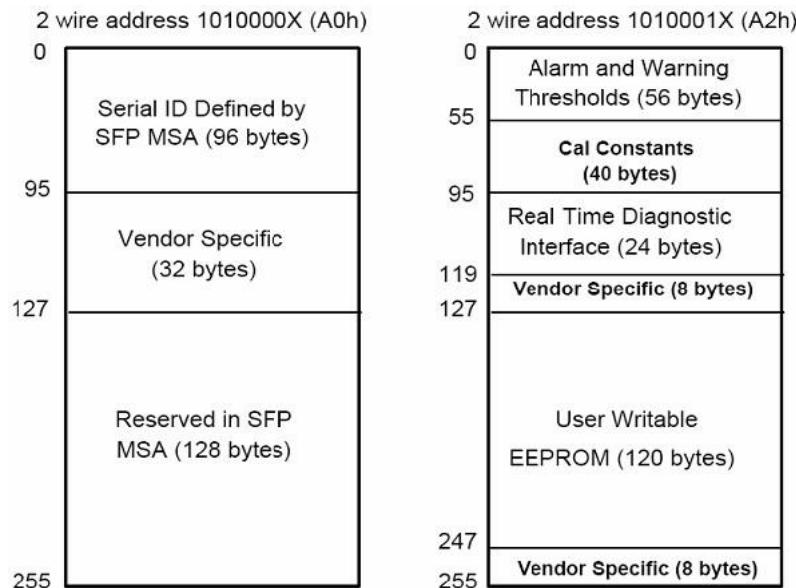 2 wire address 1010000X (A0h)
0
Serial ID Defined by
SFP MSA (96 bytes)
95
Vendor Specific
(32 bytes)
127
Reserved in SFP
MSA (128 bytes)
255
2 wire address 1010001X (A2h)
0
Alarm and Warning
Thresholds (56 bytes)
55
Cal Constants
(40 bytes)
95
Real Time Diagnostic
Interface (24 bytes)
119
Vendor Specific (8 bytes)
127
User Writable
EEPROM (120 bytes)
247
Vendor Specific (8 bytes)
255